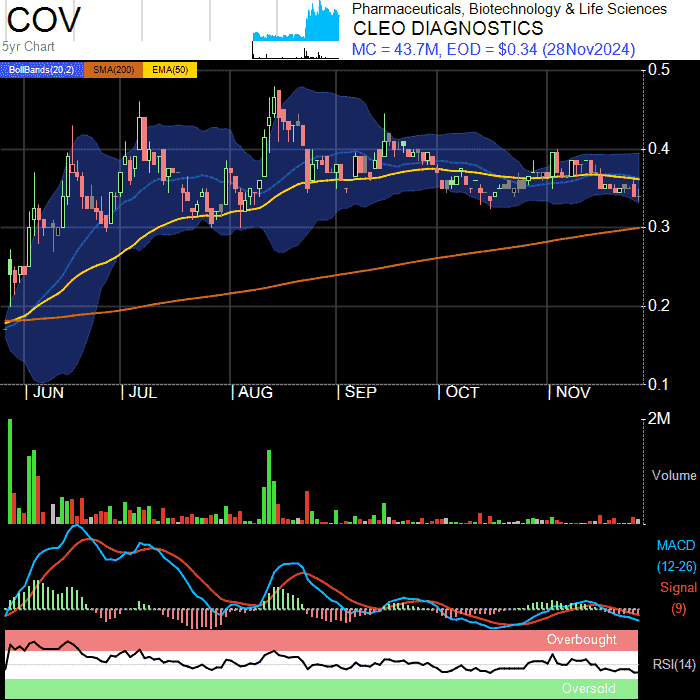 COV
5yr Chart
Pharmaceuticals, Biotechnology & Life Sciences
CLEO DIAGNOSTICS
MC = 43.7M, EOD = $0.34 (28Nov2024)
BollBands(20,2) SMA(200) EMA(50)
0.5
0.4
0.3
0.2
0.1
JUN JUL AUG SEP OCT NOV
2M
Volume
MACD
(12-26)
Signal
(9)
Overbought
RSI(14)
Oversold